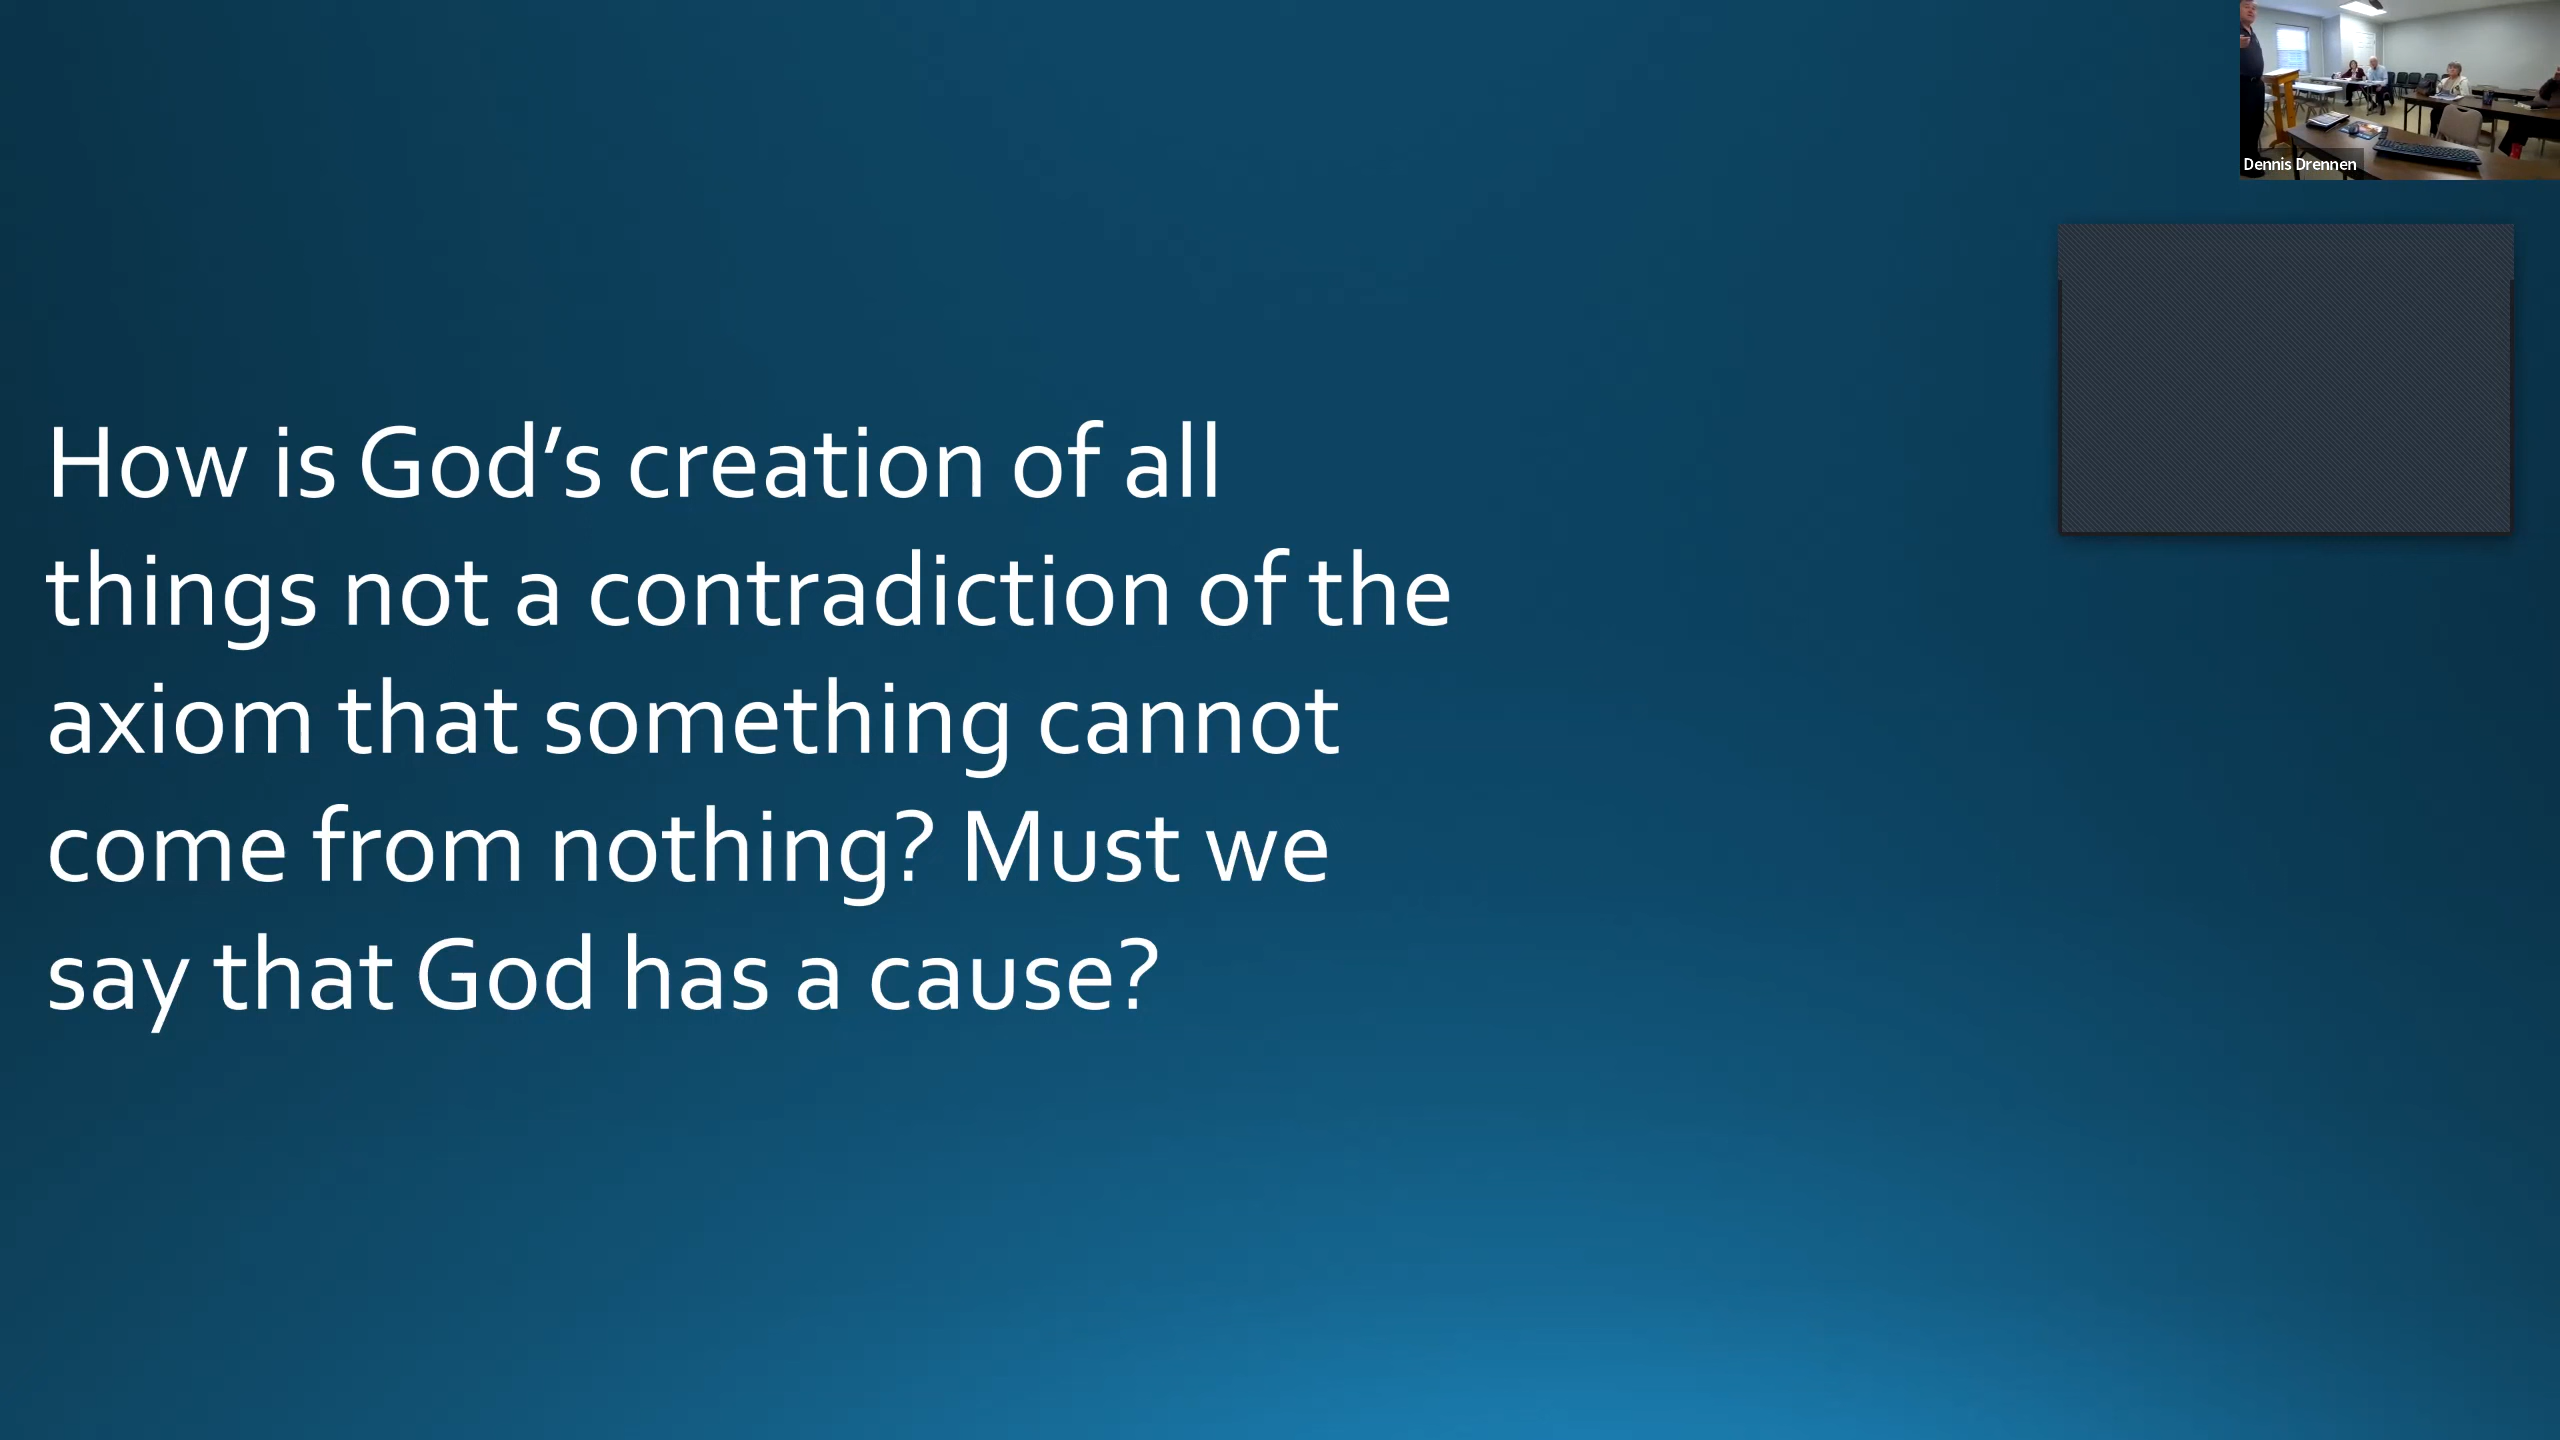 Dennis Drennen
How is God’s creation of all
things not a contradiction of the
axiom that something cannot
come from nothing? Must we
say that God has a cause?